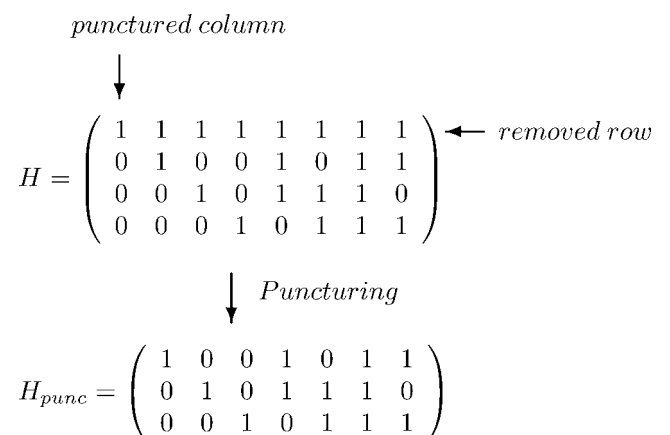 punctured column
1 1 1 1 1 1 1 1 removed row
0 1 0 0 1 0 1 1
H = 0 0 1 0 1 1 1 0
0 0 0 1 0 1 1 1
Puncturing
1 0 0 1 0 1 1
H_punc = 0 1 0 1 1 1 0
0 0 1 0 1 1 1